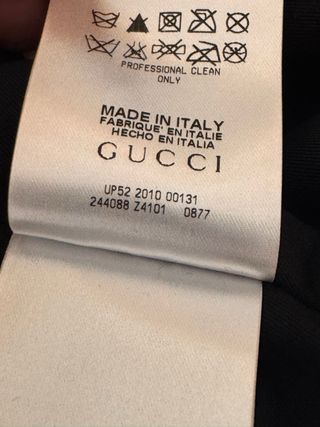 PROFESSIONAL CLEAN
ONLY
MADE IN ITALY
FABRIQUE' EN ITALIE
HECHO EN ITALIA
GUCCI
UP52 2010 00131
244088 Z4101 0877